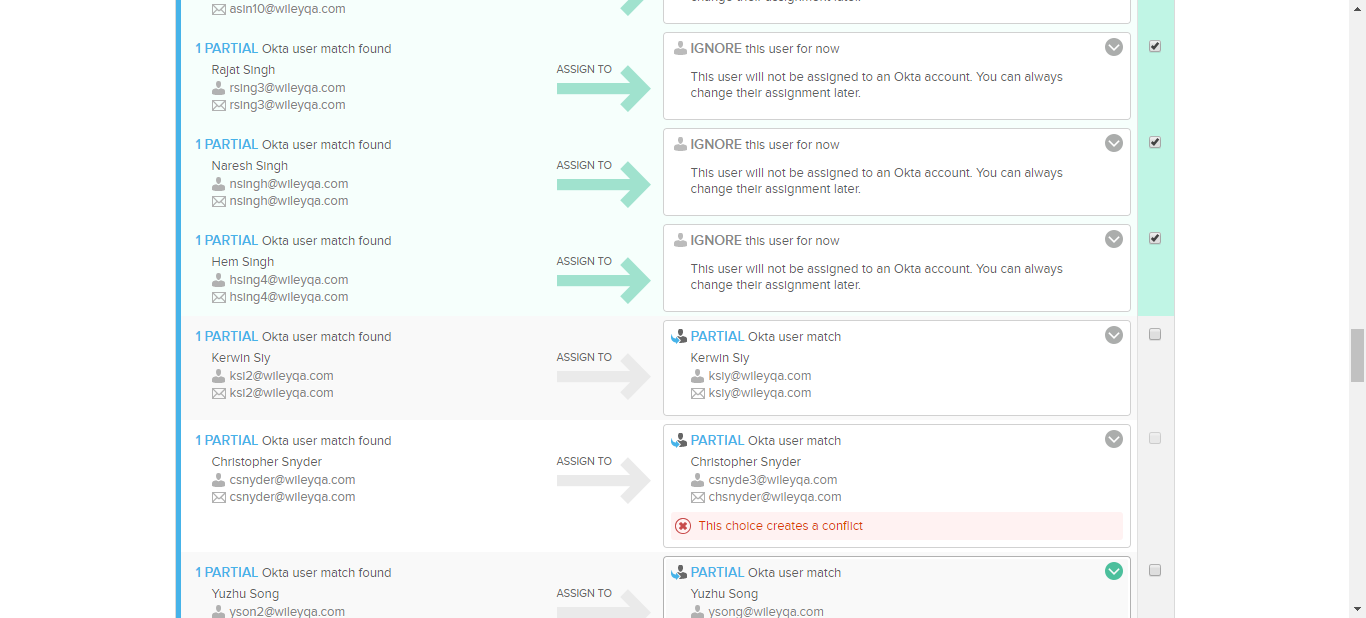 asin10@wileyqa.com
change their assignment later.
1 PARTIAL Okta user match found
Rajat Singh
rsing3@wileyqa.com
rsing3@wileyqa.com
ASSIGN TO
IGNORE this user for now
This user will not be assigned to an Okta account. You can always
change their assignment later.
1 PARTIAL Okta user match found
Naresh Singh
nsingh@wileyqa.com
nsingh@wileyqa.com
ASSIGN TO
IGNORE this user for now
This user will not be assigned to an Okta account. You can always
change their assignment later.
1 PARTIAL Okta user match found
Hem Singh
hsing4@wileyqa.com
hsing4@wileyqa.com
ASSIGN TO
IGNORE this user for now
This user will not be assigned to an Okta account. You can always
change their assignment later.
1 PARTIAL Okta user match found
Kerwin Siy
ksi2@wileyqa.com
ksi2@wileyqa.com
ASSIGN TO
PARTIAL Okta user match
Kerwin Siy
ksiy@wileyqa.com
ksiy@wileyqa.com
1 PARTIAL Okta user match found
Christopher Snyder
csnyder@wileyqa.com
csnyder@wileyqa.com
ASSIGN TO
PARTIAL Okta user match
Christopher Snyder
csnyde3@wileyqa.com
chsnyder@wileyqa.com
This choice creates a conflict
1 PARTIAL Okta user match found
Yuzhu Song
yson2@wileyqa.com
ASSIGN TO
PARTIAL Okta user match
Yuzhu Song
ysong@wileyqa.com